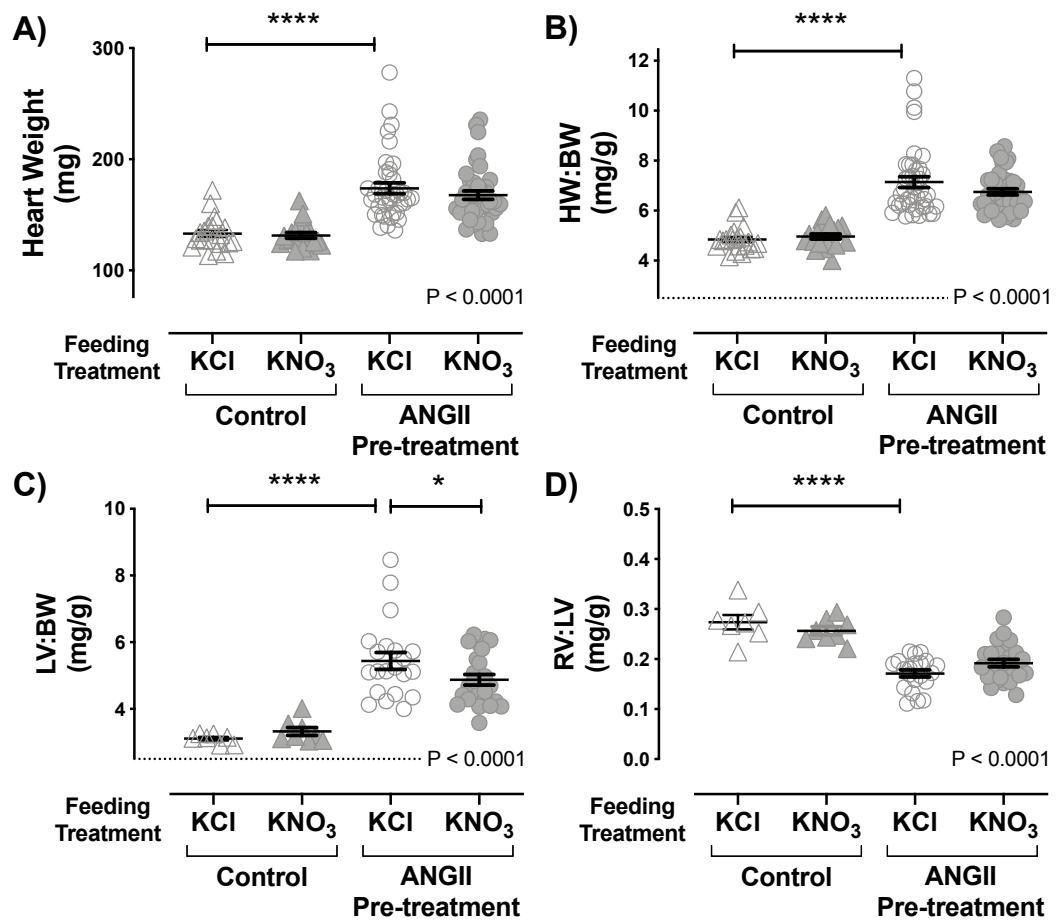 A)
****
Heart Weight
(mg)
300
200
100
P < 0.0001
Feeding
Treatment
KCl KNO₃ KCl KNO₃
Control ANGII
Pre-treatment
B)
****
HW:BW
(mg/g)
12
10
8
6
4
P < 0.0001
Feeding
Treatment
KCl KNO₃ KCl KNO₃
Control ANGII
Pre-treatment
C)
**** *
LV:BW
(mg/g)
10
8
6
4
P < 0.0001
Feeding
Treatment
KCl KNO₃ KCl KNO₃
Control ANGII
Pre-treatment
D)
****
RV:LV
(mg/g)
0.5
0.4
0.3
0.2
0.1
0.0
P < 0.0001
Feeding
Treatment
KCl KNO₃ KCl KNO₃
Control ANGII
Pre-treatment